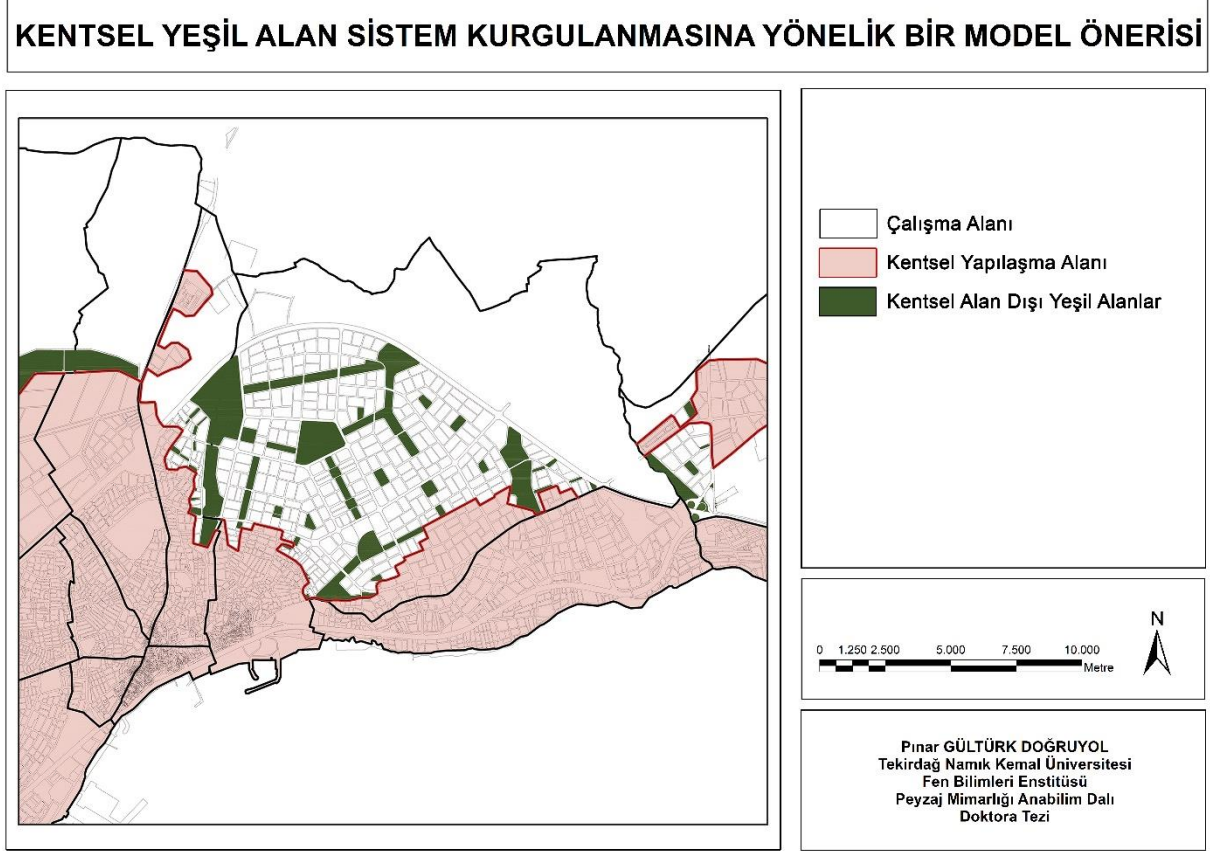 KENTSEL YEŞİL ALAN SİSTEM KURGULANMASINA YÖNELİK BİR MODEL ÖNERİSİ
Çalışma Alanı
Kentsel Yapılaşma Alanı
Kentsel Alan Dışı Yeşil Alanlar
N
0 1.250 2.500 5.000 7.500 10.000
Metre
Pınar GÜLTÜRK DOĞRUYOL
Tekirdağ Namık Kemal Üniversitesi
Fen Bilimleri Enstitüsü
Peyzaj Mimarlığı Anabilim Dalı
Doktora Tezi